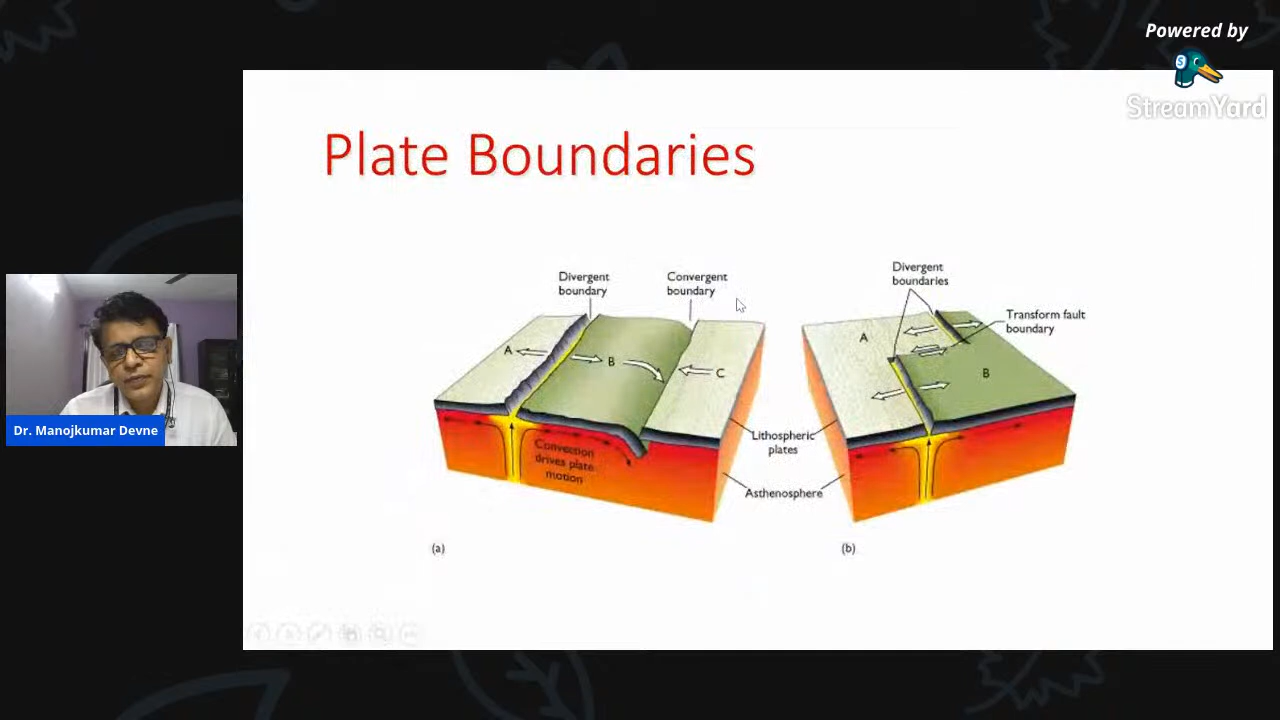 Powered by
StreamYard
Plate Boundaries
Divergent
boundary
Convergent
boundary
A
B
C
Convection
drives plate
motion
Lithospheric
plates
Asthenosphere
(a)
Divergent
boundaries
Transform fault
boundary
A
B
(b)
Dr. Manojkumar Devne